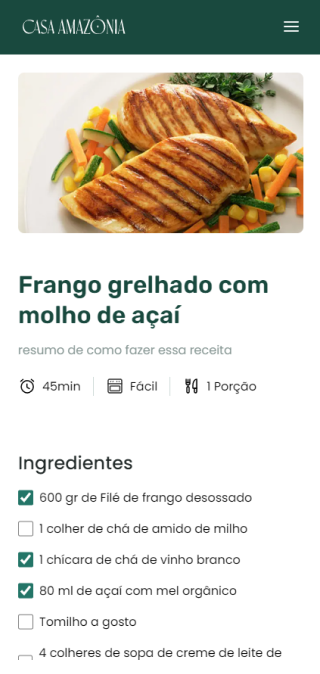 CASA AMAZÔNIA
Frango grelhado com
molho de açaí
resumo de como fazer essa receita
45min
Fácil
1 Porção
Ingredientes
600 gr de Filé de frango desossado
1 colher de chá de amido de milho
1 chícara de chá de vinho branco
80 ml de açaí com mel orgânico
Tomilho a gosto
4 colheres de sopa de creme de leite de